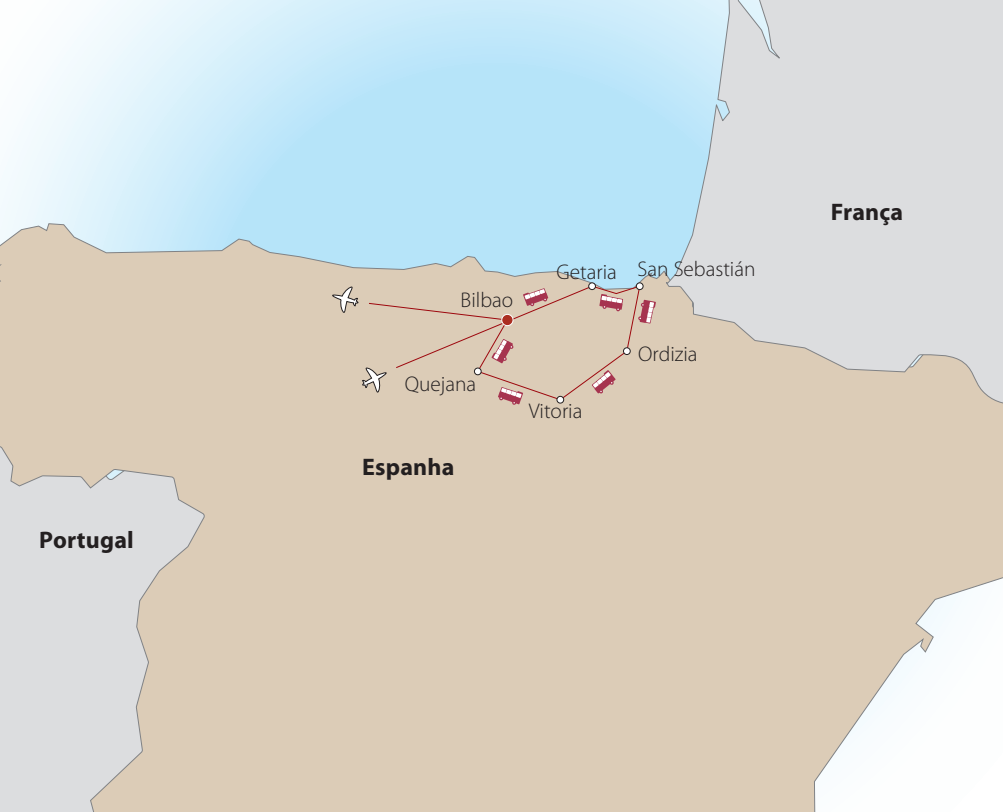 França
Getaria
San Sebastián
Bilbao
Ordizia
Quejana
Vitoria
Espanha
Portugal